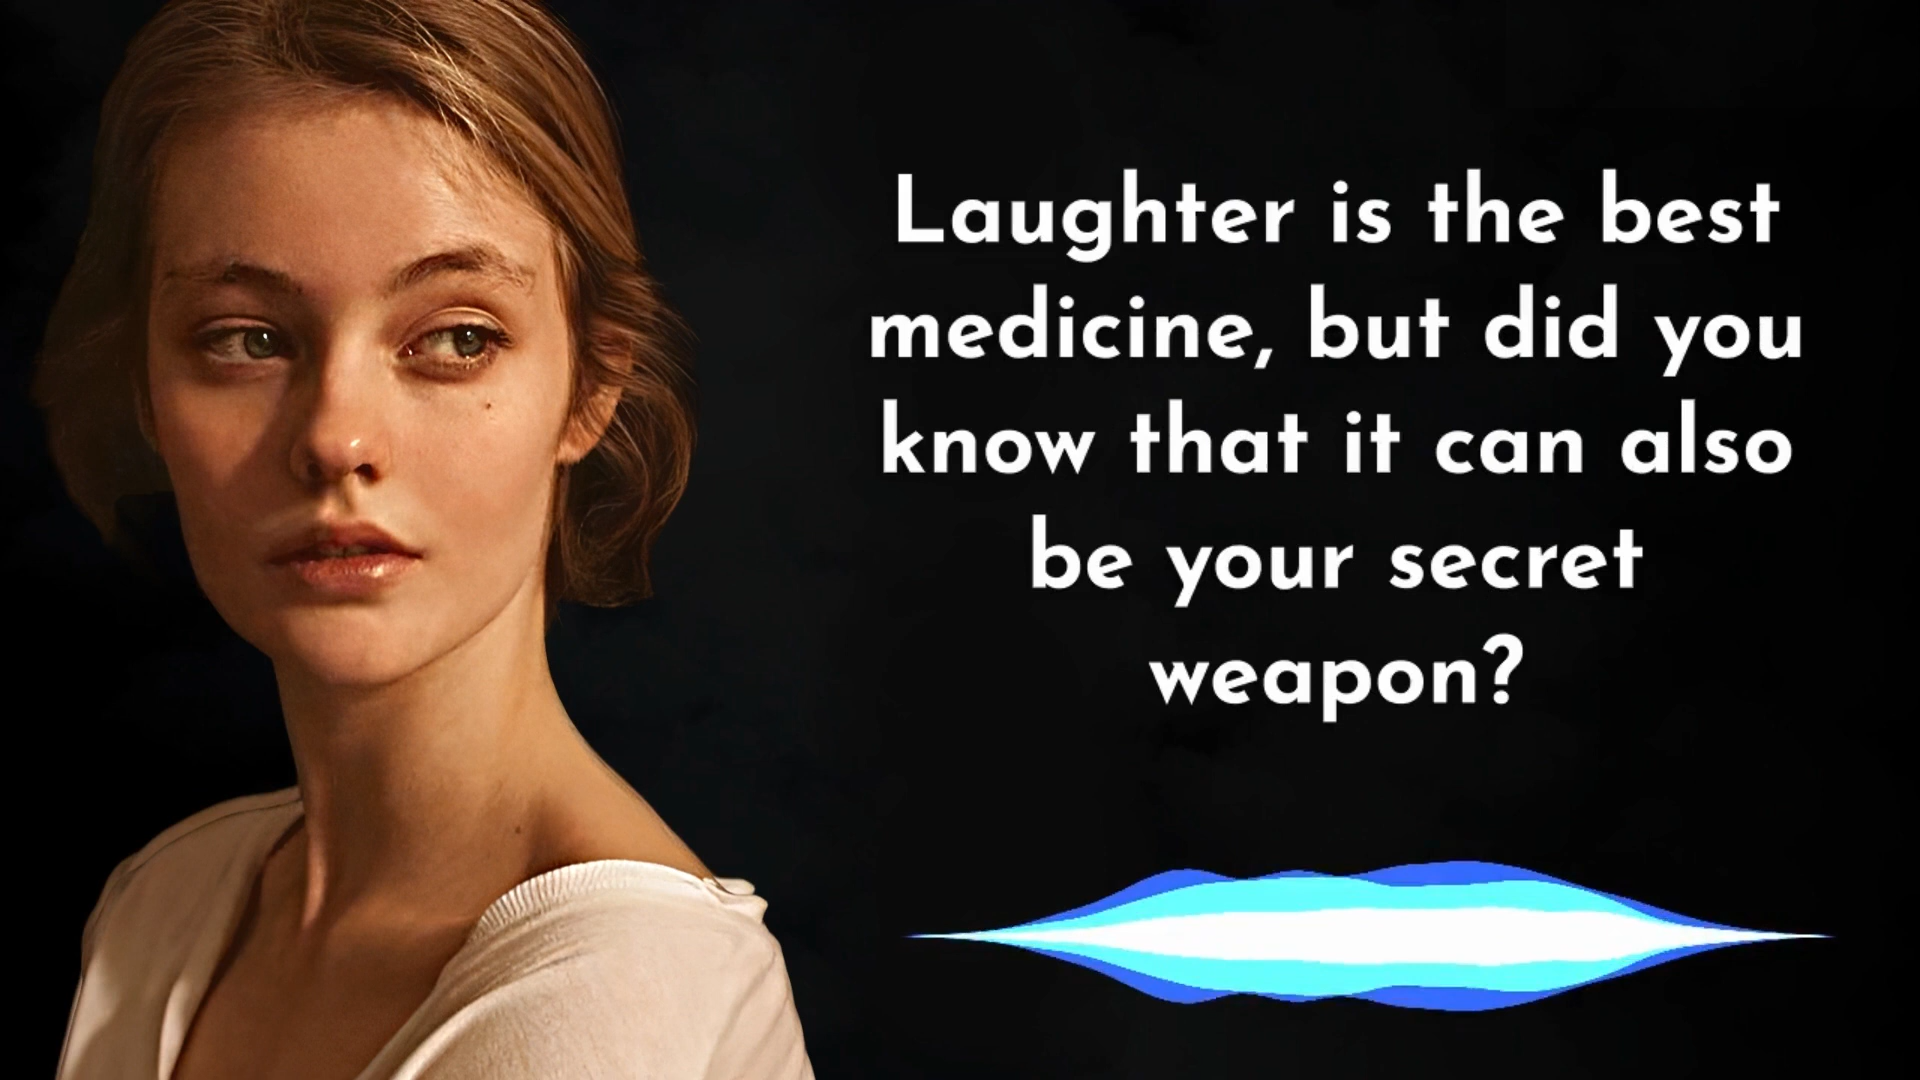 Laughter is the best
medicine, but did you
know that it can also
be your secret
weapon?